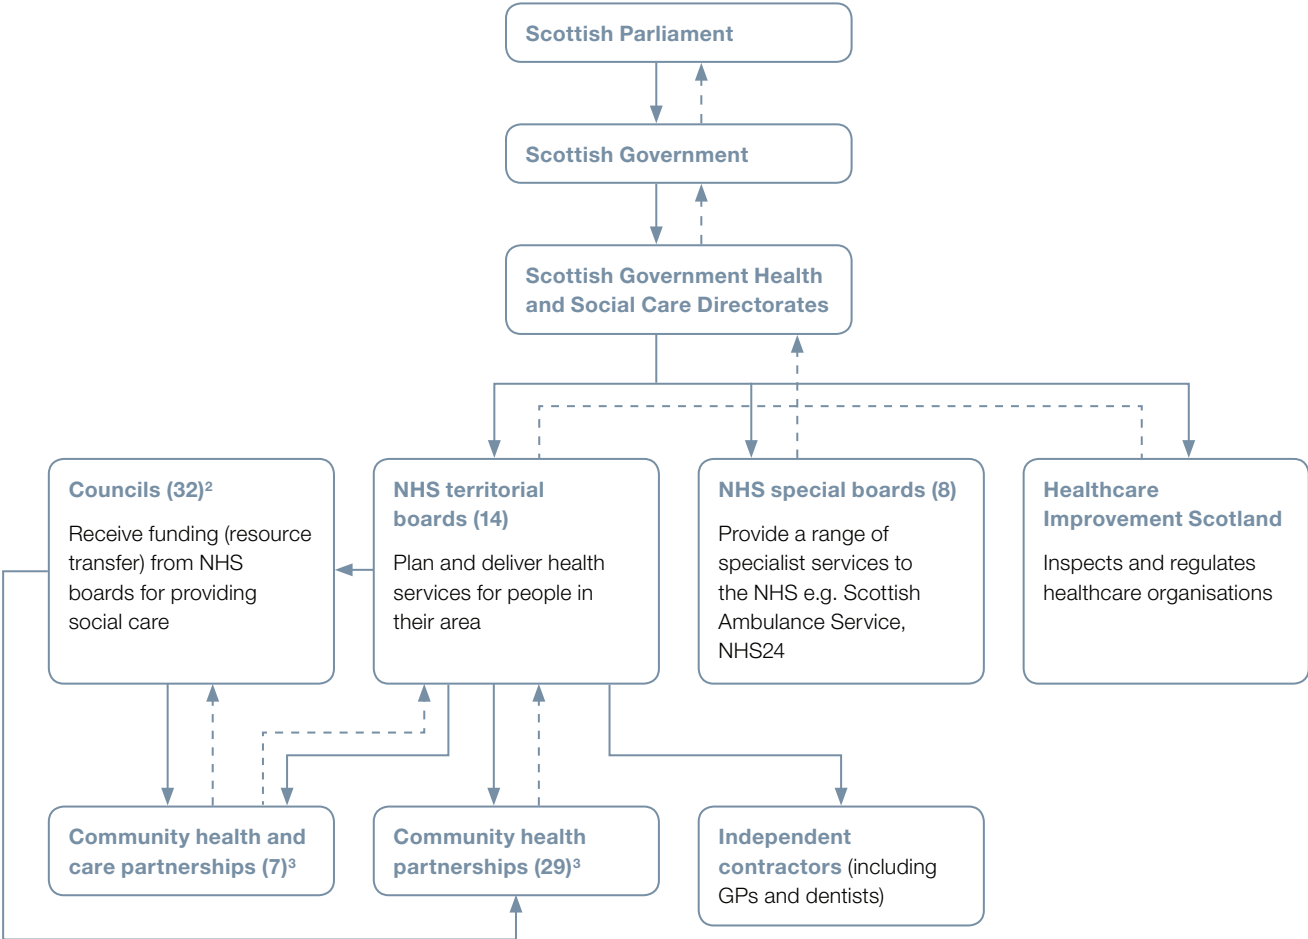 Scottish Parliament
Scottish Government
Scottish Government Health
and Social Care Directorates
Councils (32)²
Receive funding (resource
transfer) from NHS
boards for providing
social care
NHS territorial
boards (14)
Plan and deliver health
services for people in
their area
NHS special boards (8)
Provide a range of
specialist services to
the NHS e.g. Scottish
Ambulance Service,
NHS24
Healthcare
Improvement Scotland
Inspects and regulates
healthcare organisations
Community health and
care partnerships (7)³
Community health
partnerships (29)³
Independent
contractors (including
GPs and dentists)